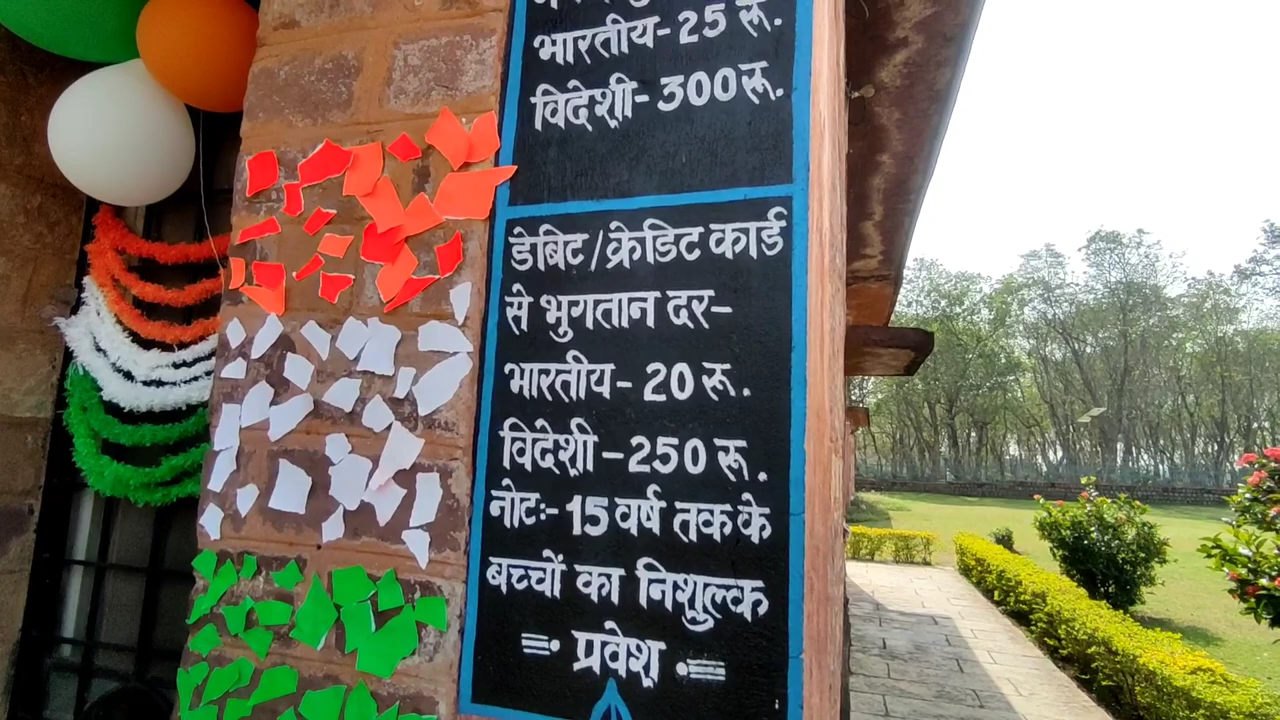 भारतीय- 25 रू.
विदेशी- 300 रू.
डेबिट/क्रेडिट कार्ड
से भुगतान दर-
भारतीय- 20 रू.
विदेशी-250 रू.
नोटः- 15 वर्ष तक के
बच्चों का निशुल्क
प्रवेश